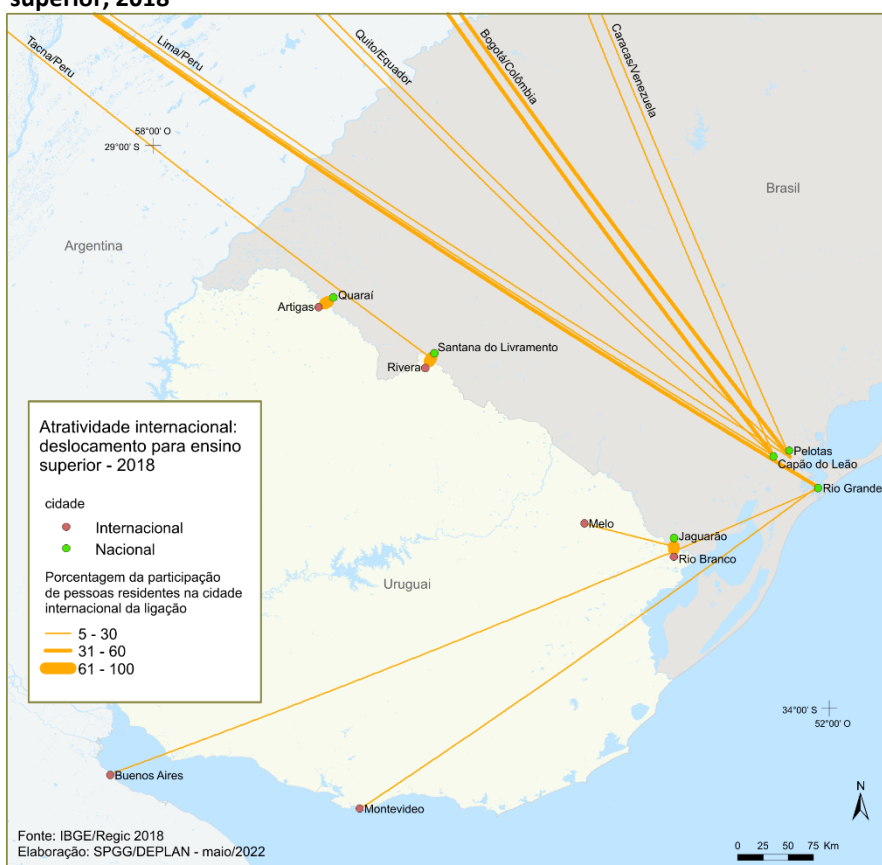 superior, 2018
Tacna/Peru
Lima/Peru
Quito/Equador
Bogotá/Colômbia
Caracas/Venezuela
58°00' O
29°00' S
Brasil
Argentina
Quaraí
Artigas
Santana do Livramento
Rivera
Atratividade internacional:
deslocamento para ensino
superior - 2018
cidade
Internacional
Nacional
Porcentagem da participação
de pessoas residentes na cidade
internacional da ligação
5 - 30
31 - 60
61 - 100
Pelotas
Capão do Leão
Rio Grande
Melo
Jaguarão
Rio Branco
Uruguai
34°00' S
52°00' O
Buenos Aires
Montevideo
N
Fonte: IBGE/Regic 2018
Elaboração: SPGG/DEPLAN - maio/2022
0 25 50 75 Km